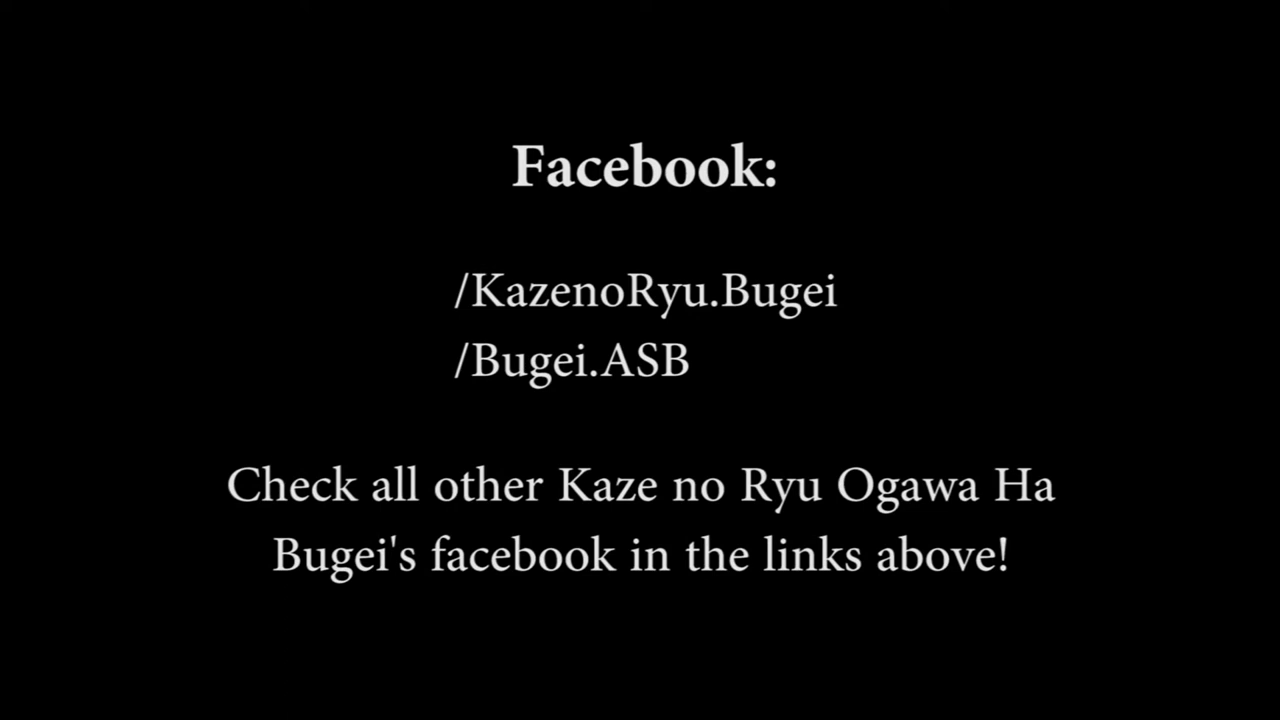 Facebook:
/KazenoRyu.Bugei
/Bugei.ASB
Check all other Kaze no Ryu Ogawa Ha
Bugei's facebook in the links above!